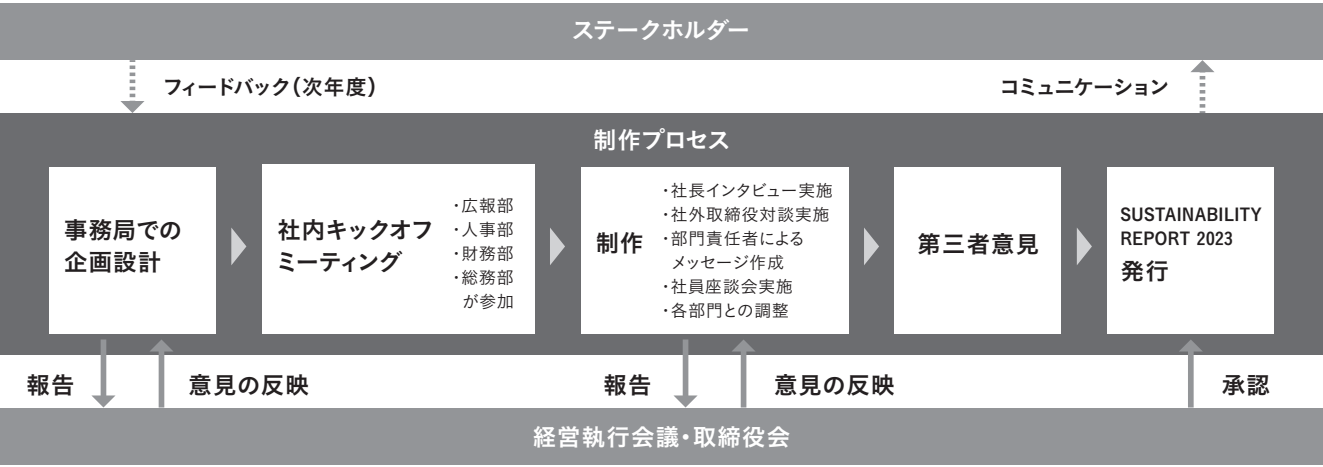 ステークホルダー
フィードバック(次年度)
コミュニケーション
制作プロセス
事務局での
企画設計
社内キックオフ
ミーティング
・広報部
・人事部
・財務部
・総務部
が参加
制作
・社長インタビュー実施
・社外取締役対談実施
・部門責任者による
メッセージ作成
・社員座談会実施
・各部門との調整
第三者意見
SUSTAINABILITY
REPORT 2023
発行
報告
意見の反映
報告
意見の反映
承認
経営執行会議・取締役会